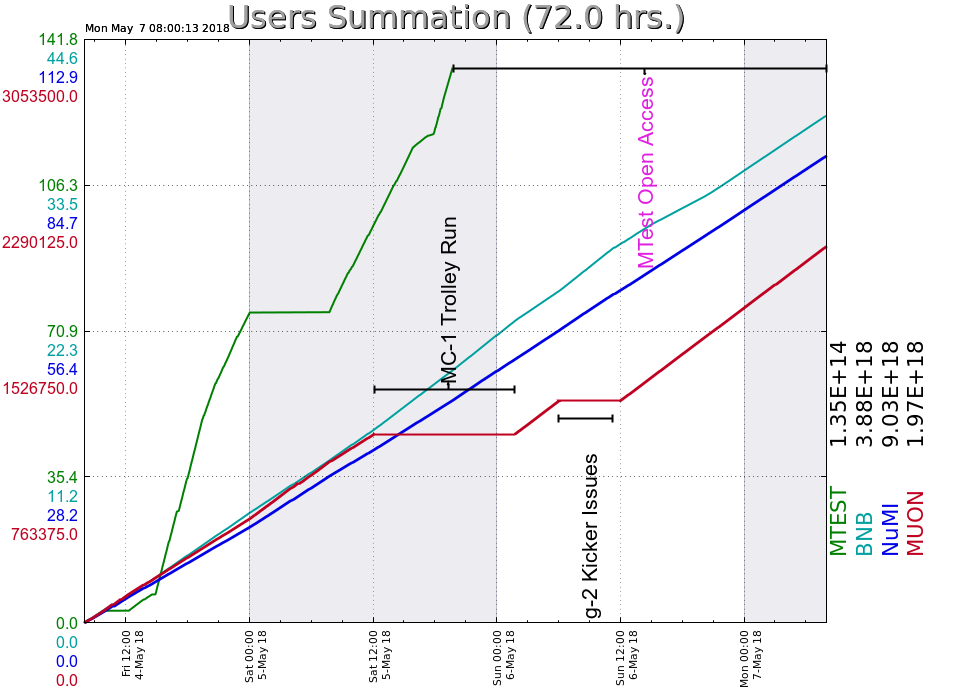 Users Summation (72.0 hrs.)
Mon May 7 08:00:13 2018
141.8
44.6
112.9
3053500.0
106.3
33.5
84.7
2290125.0
70.9
22.3
56.4
1526750.0
35.4
11.2
28.2
763375.0
0.0
0.0
0.0
0.0
MC-1 Trolley Run
g-2 Kicker Issues
MTest Open Access
Fri 12:00
4-May 18
Sat 00:00
5-May 18
Sat 12:00
5-May 18
Sun 00:00
6-May 18
Sun 12:00
6-May 18
Mon 00:00
7-May 18
MTEST 1.35E+14
BNB 3.88E+18
NuMI 9.03E+18
MUON 1.97E+18